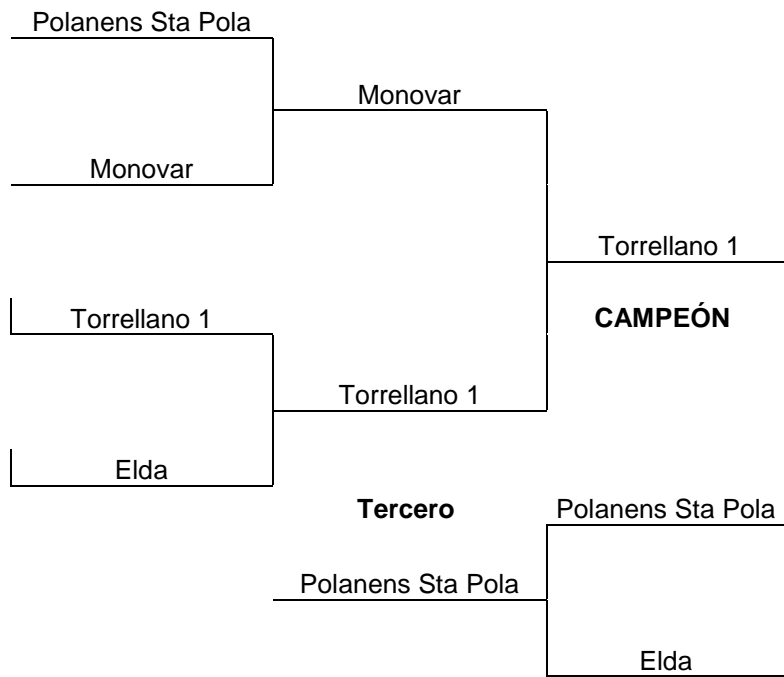 Polanens Sta Pola
Monovar
Monovar
Torrellano 1
Torrellano 1
CAMPEÓN
Torrellano 1
Elda
Tercero
Polanens Sta Pola
Polanens Sta Pola
Elda